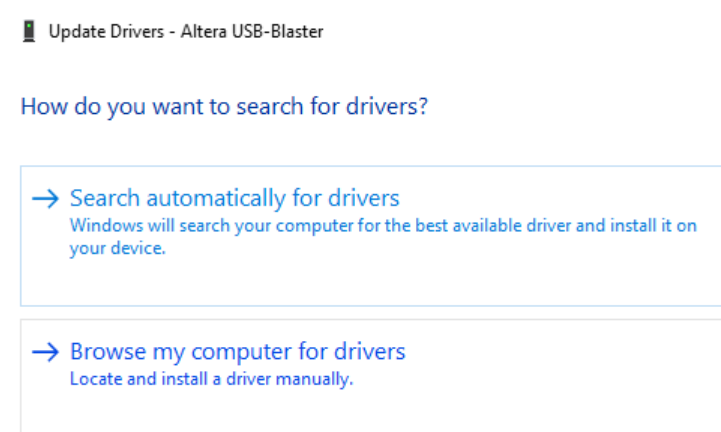 Update Drivers - Altera USB-Blaster
How do you want to search for drivers?
Search automatically for drivers
Windows will search your computer for the best available driver and install it on
your device.
Browse my computer for drivers
Locate and install a driver manually.